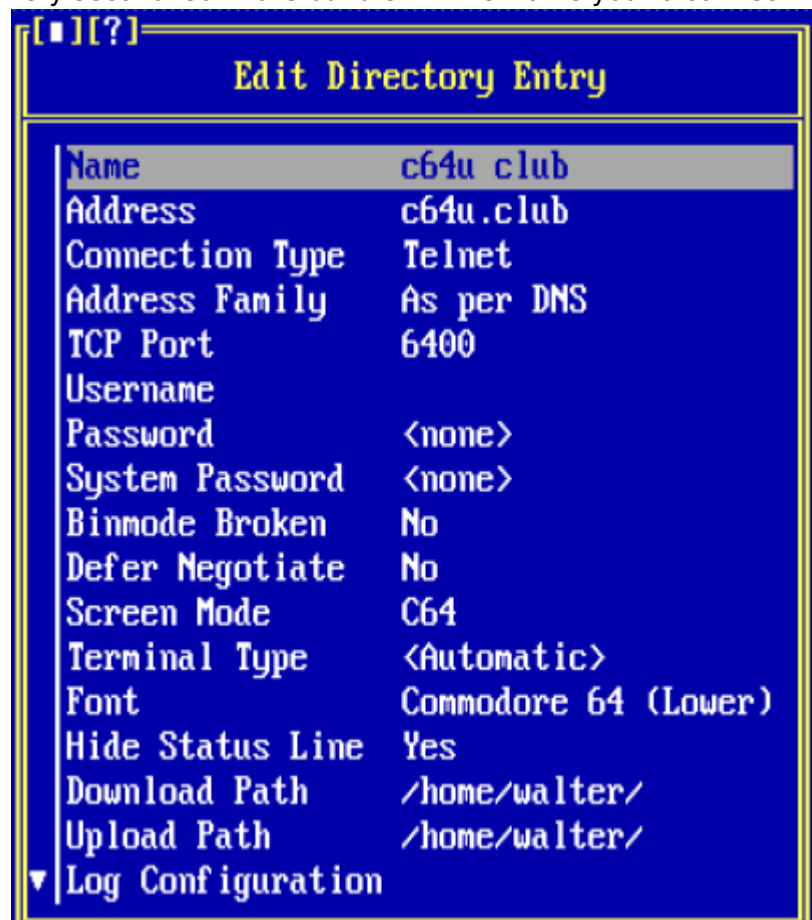 [■][?]
Edit Directory Entry
Name c64u club
Address c64u.club
Connection Type Telnet
Address Family As per DNS
TCP Port 6400
Username
Password <none>
System Password <none>
Binmode Broken No
Defer Negotiate No
Screen Mode C64
Terminal Type <Automatic>
Font Commodore 64 (Lower)
Hide Status Line Yes
Download Path /home/walter/
Upload Path /home/walter/
▼ Log Configuration